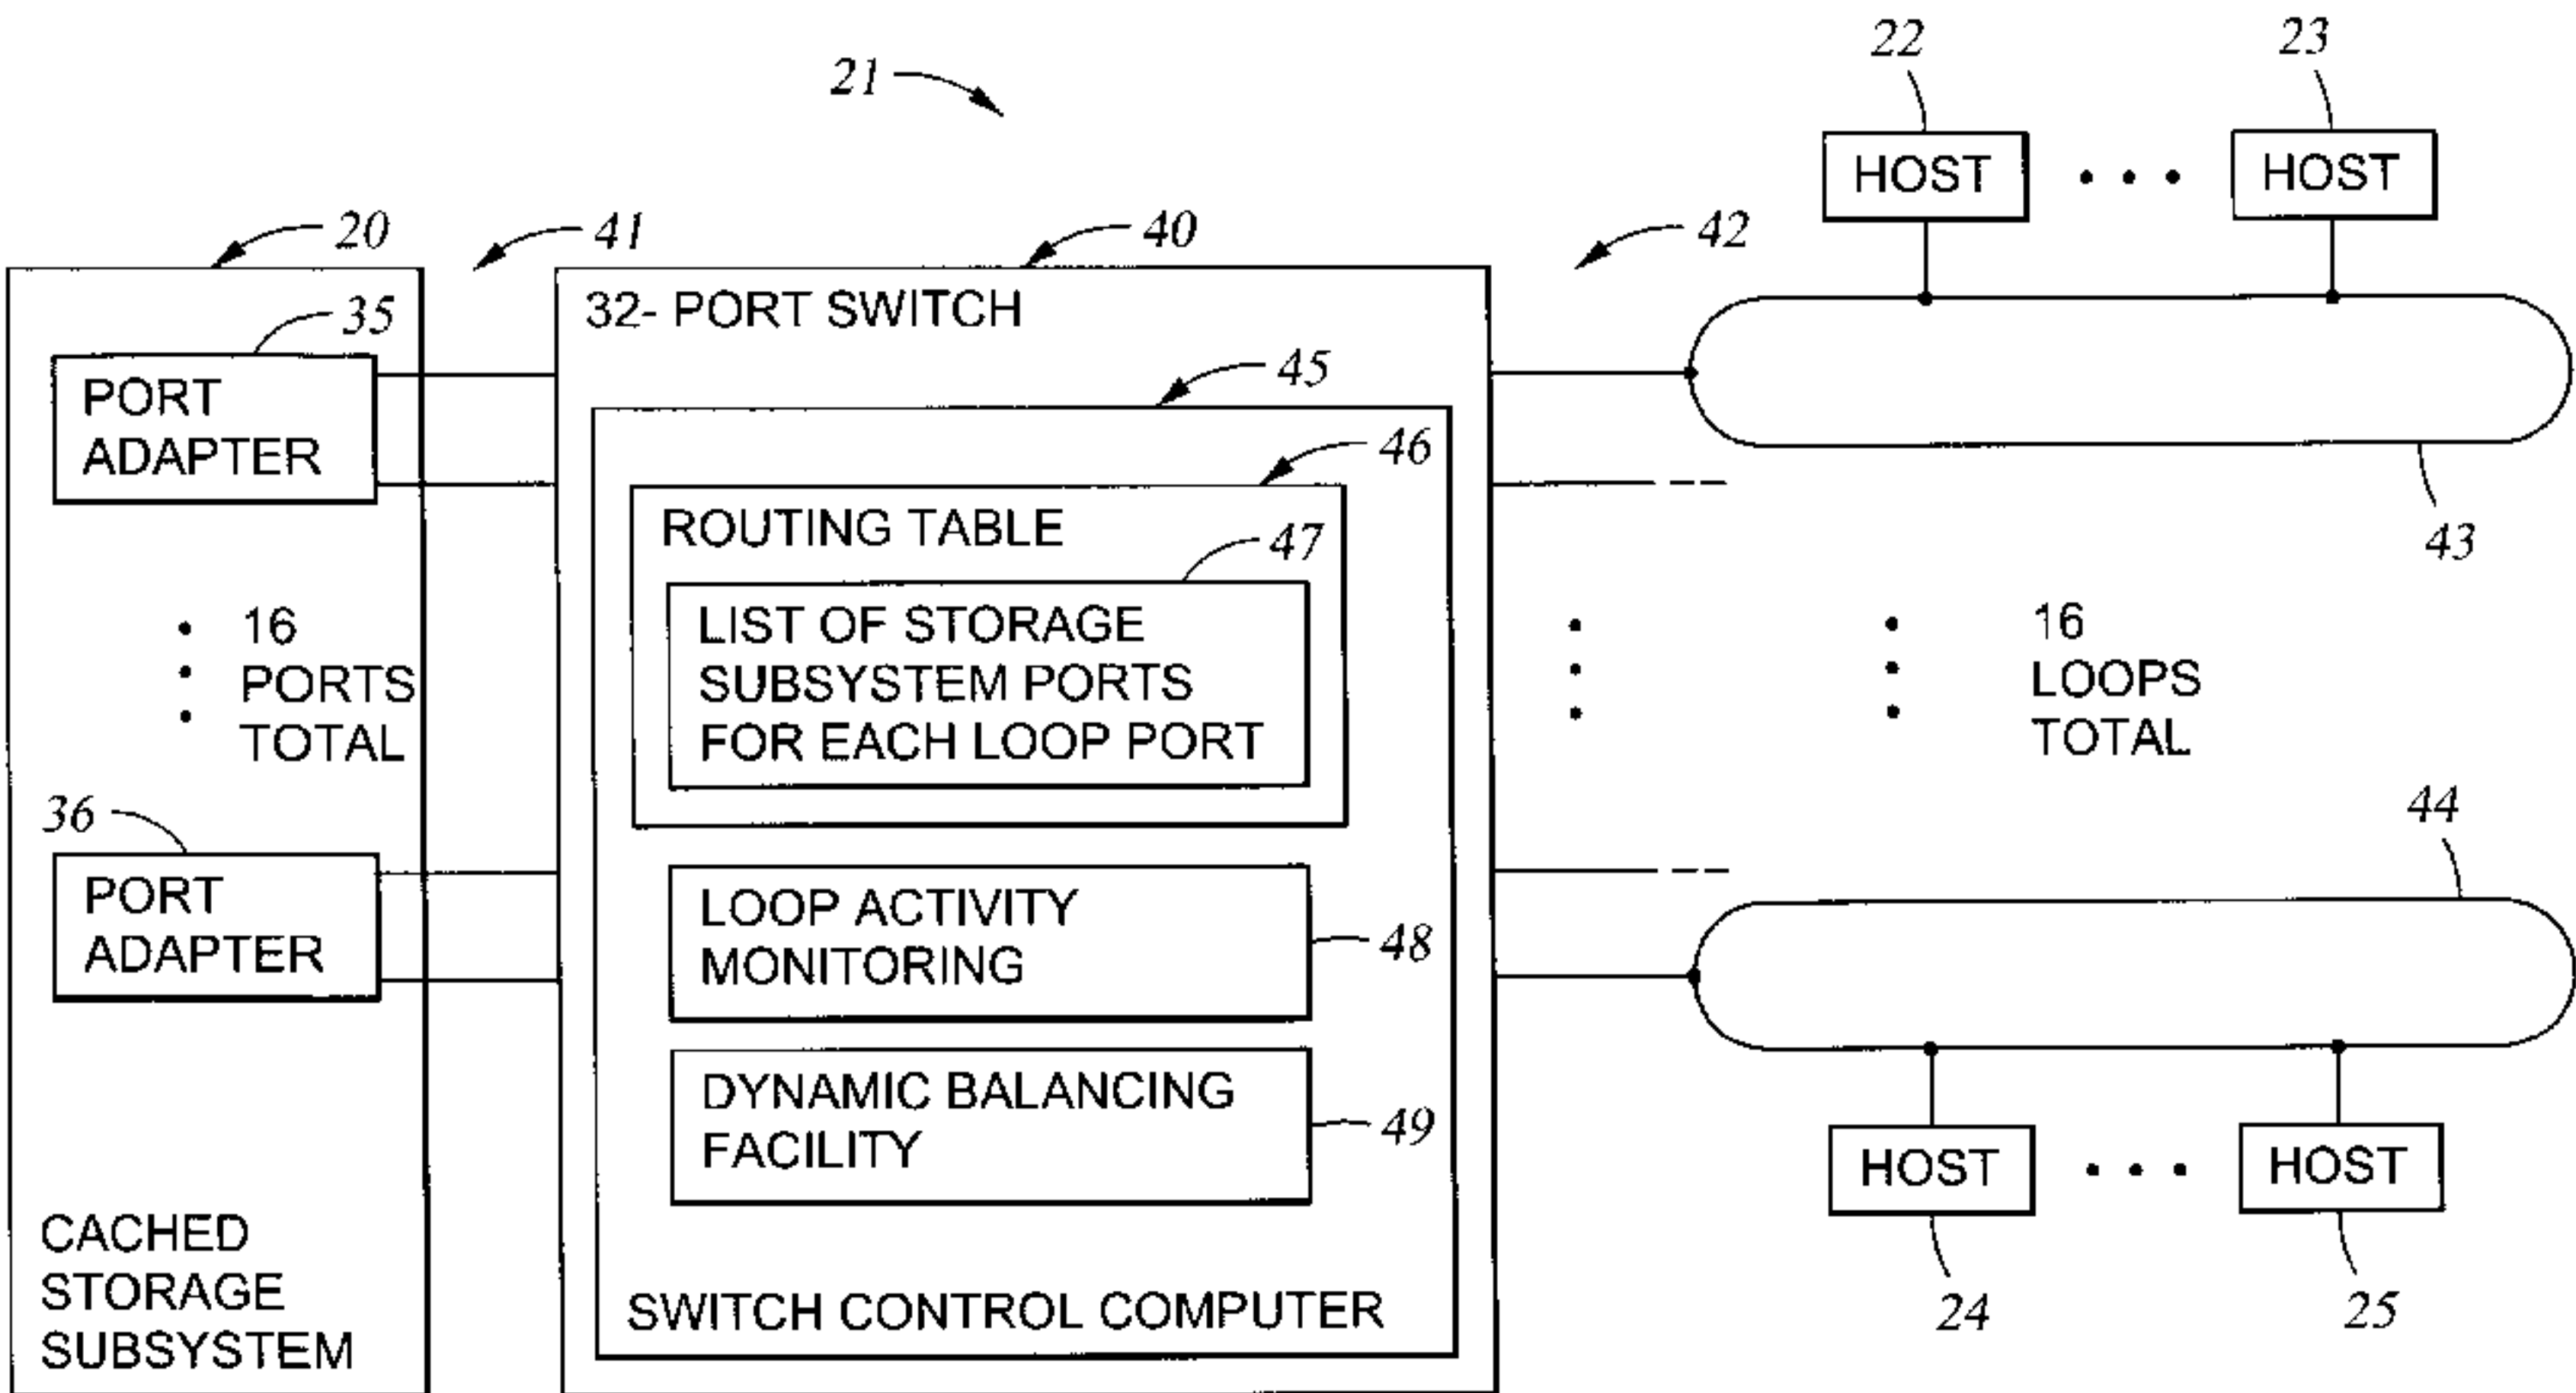 21
22
23
HOST
HOST
20
41
40
42
35
PORT
ADAPTER
32- PORT SWITCH
45
46
ROUTING TABLE
47
LIST OF STORAGE
SUBSYSTEM PORTS
FOR EACH LOOP PORT
43
16
PORTS
TOTAL
16
LOOPS
TOTAL
36
PORT
ADAPTER
LOOP ACTIVITY
MONITORING
48
44
DYNAMIC BALANCING
FACILITY
49
HOST
HOST
24
25
CACHED
STORAGE
SUBSYSTEM
SWITCH CONTROL COMPUTER